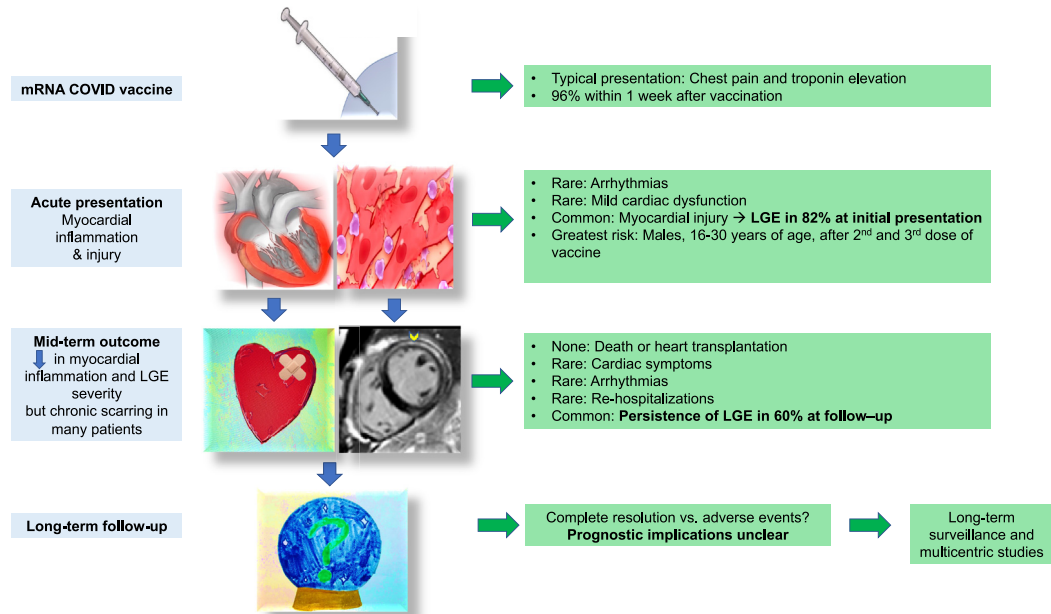 mRNA COVID vaccine
• Typical presentation: Chest pain and troponin elevation
• 96% within 1 week after vaccination
Acute presentation
Myocardial
inflammation
& injury
• Rare: Arrhythmias
• Rare: Mild cardiac dysfunction
• Common: Myocardial injury → LGE in 82% at initial presentation
• Greatest risk: Males, 16-30 years of age, after 2nd and 3rd dose of
vaccine
Mid-term outcome
in myocardial
inflammation and LGE
severity
but chronic scarring in
many patients
• None: Death or heart transplantation
• Rare: Cardiac symptoms
• Rare: Arrhythmias
• Rare: Re-hospitalizations
• Common: Persistence of LGE in 60% at follow–up
Long-term follow-up
?
Complete resolution vs. adverse events?
Prognostic implications unclear
Long-term
surveillance and
multicentric studies